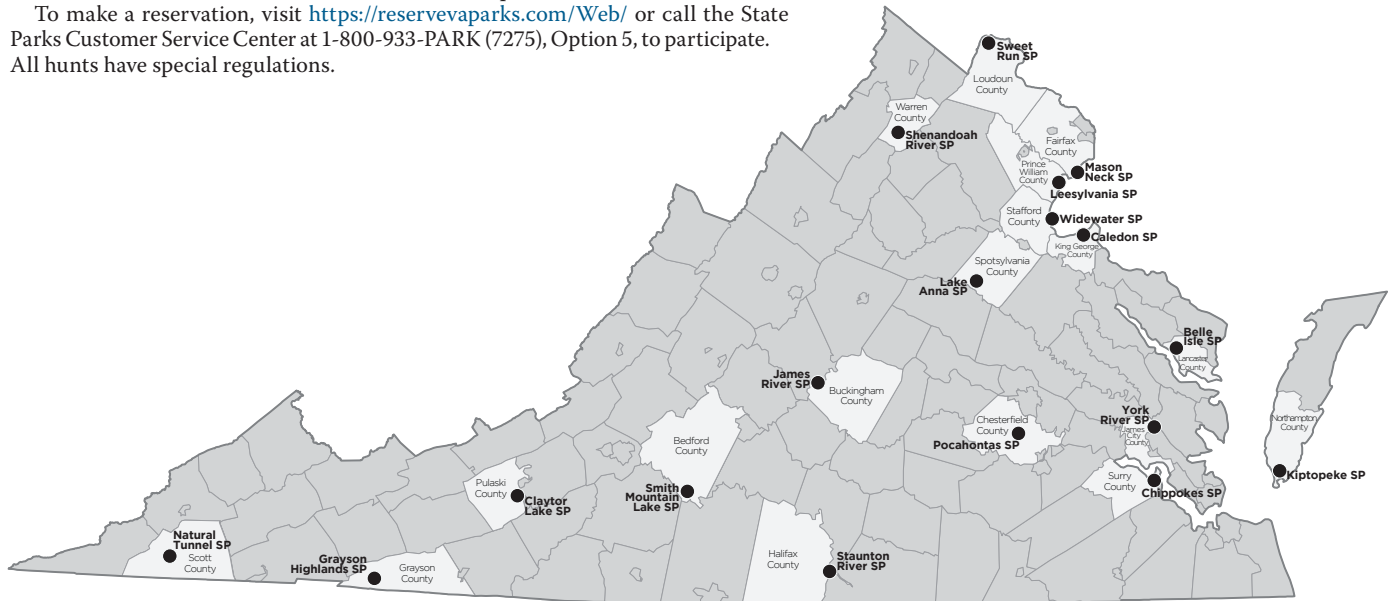 To make a reservation, visit https://reservevaparks.com/Web/ or call the State
Parks Customer Service Center at 1-800-933-PARK (7275), Option 5, to participate.
All hunts have special regulations.
Sweet
Run SP
Loudoun
County
Warren
County
Shenandoah
River SP
Fairfax
County
Prince
William
County
Mason
Neck SP
Leesylvania SP
Stafford
County
Widewater SP
Caledon SP
King George
County
Spotsylvania
County
Lake
Anna SP
Belle
Isle SP
Lancaster
County
James
River SP
Buckingham
County
Chesterfield
County
Pocahontas SP
York
River SP
James
City
County
Northampton
County
Kiptopeke SP
Bedford
County
Pulaski
County
Claytor
Lake SP
Smith
Mountain
Lake SP
Surry
County
Chippokes SP
Natural
Tunnel SP
Scott
County
Grayson
Highlands SP
Grayson
County
Halifax
County
Staunton
River SP